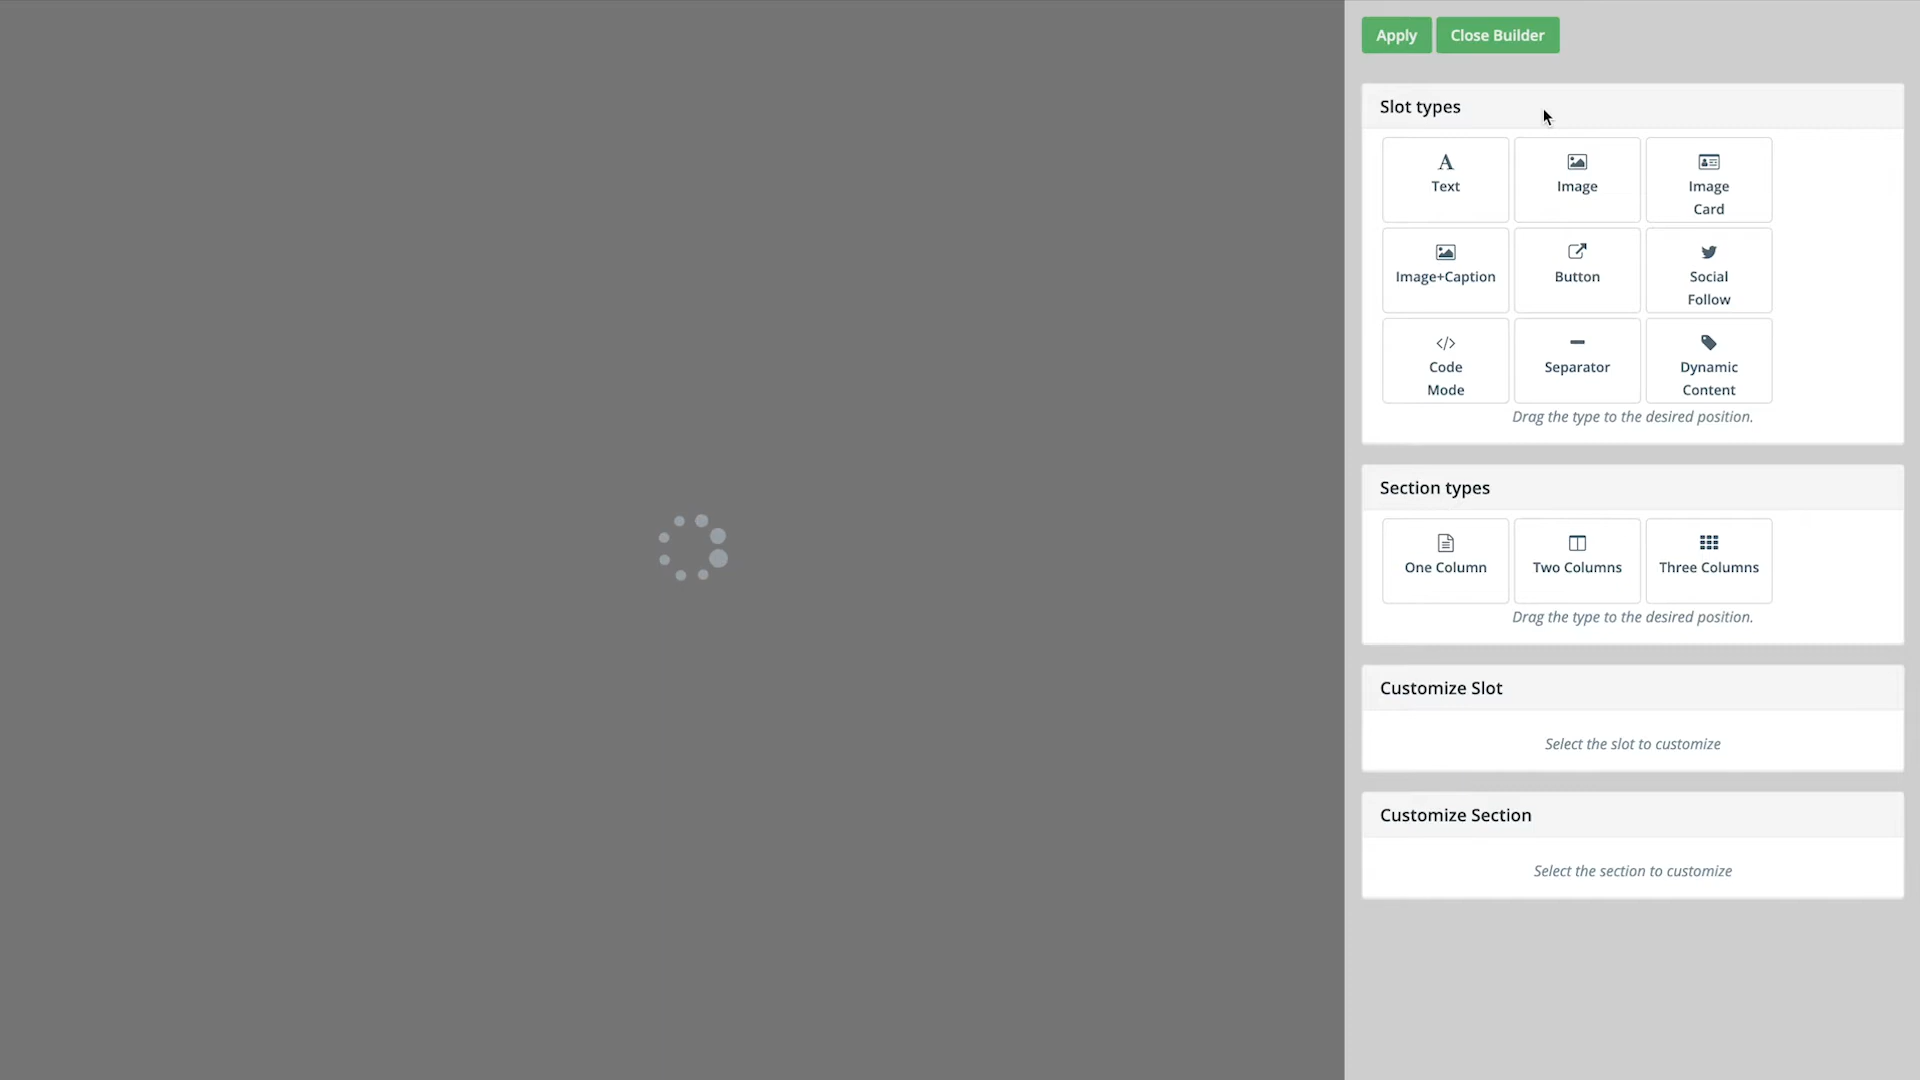 Apply Close Builder
Slot types
Text Image Image
Card
Image+Caption Button Social
Follow
Code Separator Dynamic
Mode Content
Drag the type to the desired position.
Section types
One Column Two Columns Three Columns
Drag the type to the desired position.
Customize Slot
Select the slot to customize
Customize Section
Select the section to customize